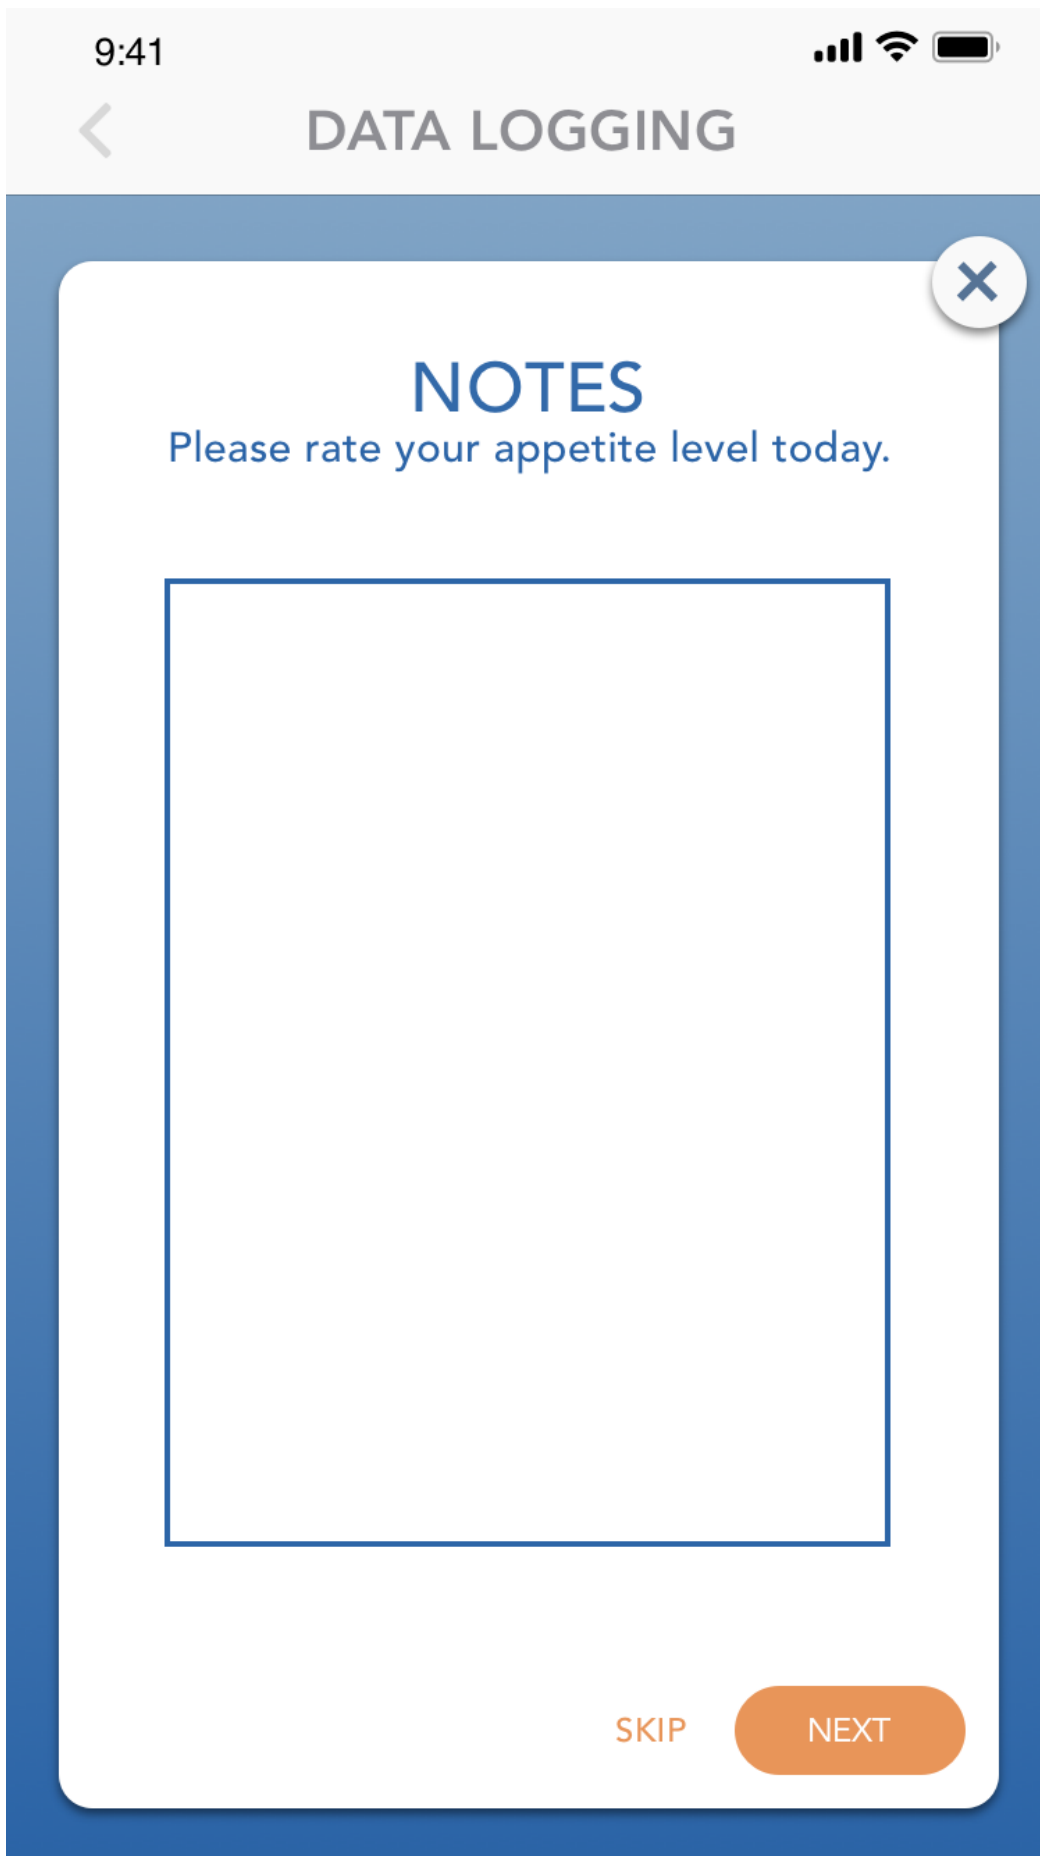 9:41
DATA LOGGING
NOTES
Please rate your appetite level today.
SKIP NEXT